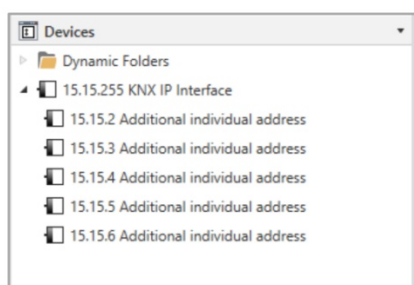 Devices
Dynamic Folders
15.15.255 KNX IP Interface
15.15.2 Additional individual address
15.15.3 Additional individual address
15.15.4 Additional individual address
15.15.5 Additional individual address
15.15.6 Additional individual address